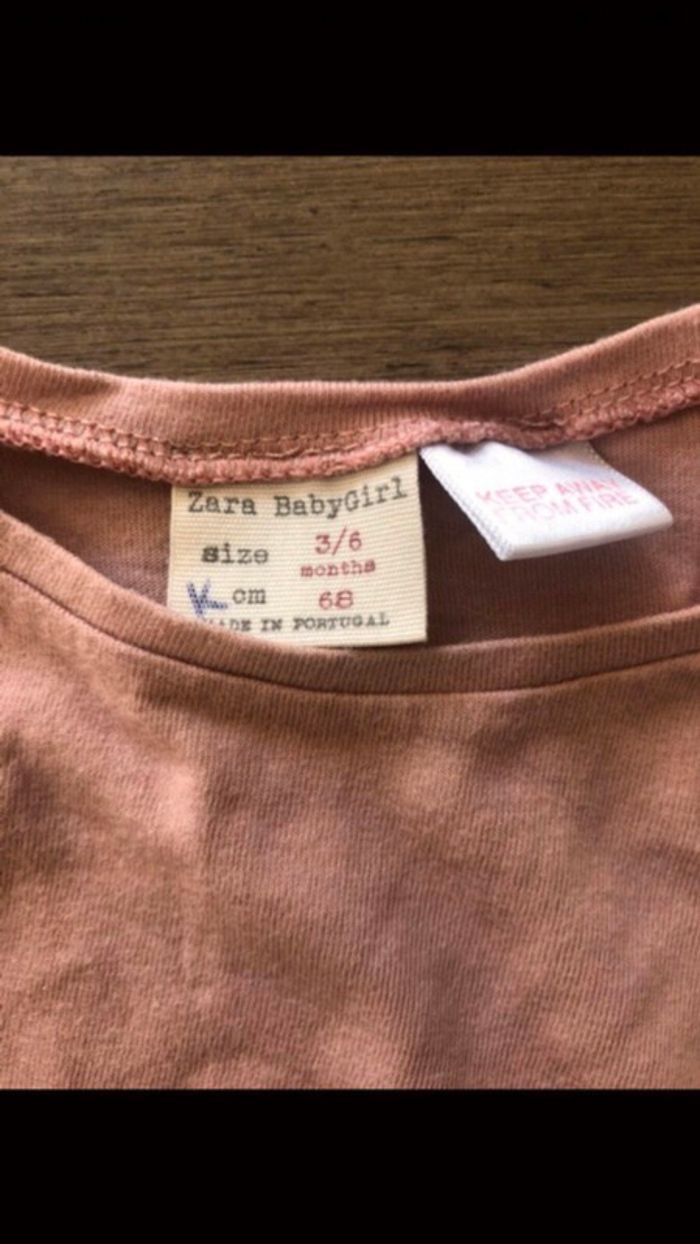 Zara BabyGirl
size 3/6
months
K cm 68
MADE IN PORTUGAL
KEEP AWAY
FROM FIRE